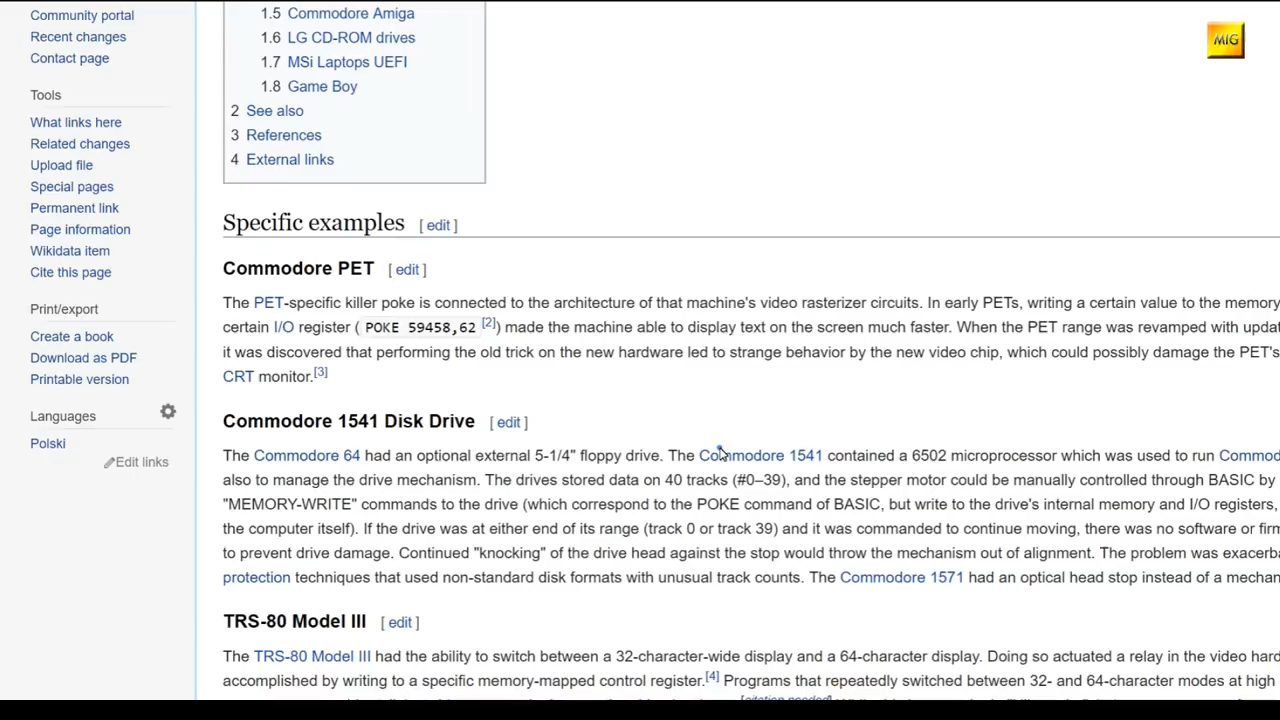 Community portal
Recent changes
Contact page
Tools
What links here
Related changes
Upload file
Special pages
Permanent link
Page information
Wikidata item
Cite this page
Print/export
Create a book
Download as PDF
Printable version
Languages
Polski
Edit links
1.5 Commodore Amiga
1.6 LG CD-ROM drives
1.7 MSi Laptops UEFI
1.8 Game Boy
2 See also
3 References
4 External links
MIG
Specific examples [ edit ]
Commodore PET [ edit ]
The PET-specific killer poke is connected to the architecture of that machine's video rasterizer circuits. In early PETs, writing a certain value to the memory
certain I/O register ( POKE 59458,62 [2]) made the machine able to display text on the screen much faster. When the PET range was revamped with updat
it was discovered that performing the old trick on the new hardware led to strange behavior by the new video chip, which could possibly damage the PET's
CRT monitor.[3]
Commodore 1541 Disk Drive [ edit ]
The Commodore 64 had an optional external 5-1/4" floppy drive. The Commodore 1541 contained a 6502 microprocessor which was used to run Commod
also to manage the drive mechanism. The drives stored data on 40 tracks (#0–39), and the stepper motor could be manually controlled through BASIC by
"MEMORY-WRITE" commands to the drive (which correspond to the POKE command of BASIC, but write to the drive's internal memory and I/O registers,
the computer itself). If the drive was at either end of its range (track 0 or track 39) and it was commanded to continue moving, there was no software or firm
to prevent drive damage. Continued "knocking" of the drive head against the stop would throw the mechanism out of alignment. The problem was exacerba
protection techniques that used non-standard disk formats with unusual track counts. The Commodore 1571 had an optical head stop instead of a mechan
TRS-80 Model III [ edit ]
The TRS-80 Model III had the ability to switch between a 32-character-wide display and a 64-character display. Doing so actuated a relay in the video hard
accomplished by writing to a specific memory-mapped control register.[4] Programs that repeatedly switched between 32- and 64-character modes at high
[citation needed]